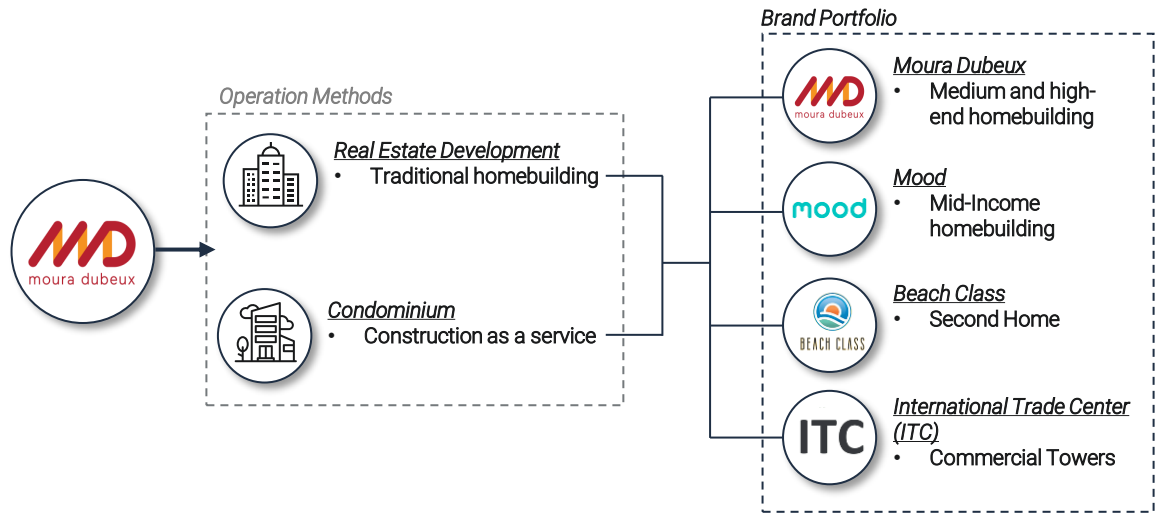 moura dubeux
Operation Methods
Real Estate Development
• Traditional homebuilding
Condominium
• Construction as a service
Brand Portfolio
moura dubeux
Moura Dubeux
• Medium and high-
end homebuilding
mood
Mood
• Mid-Income
homebuilding
BEACH CLASS
Beach Class
• Second Home
ITC
International Trade Center
(ITC)
• Commercial Towers